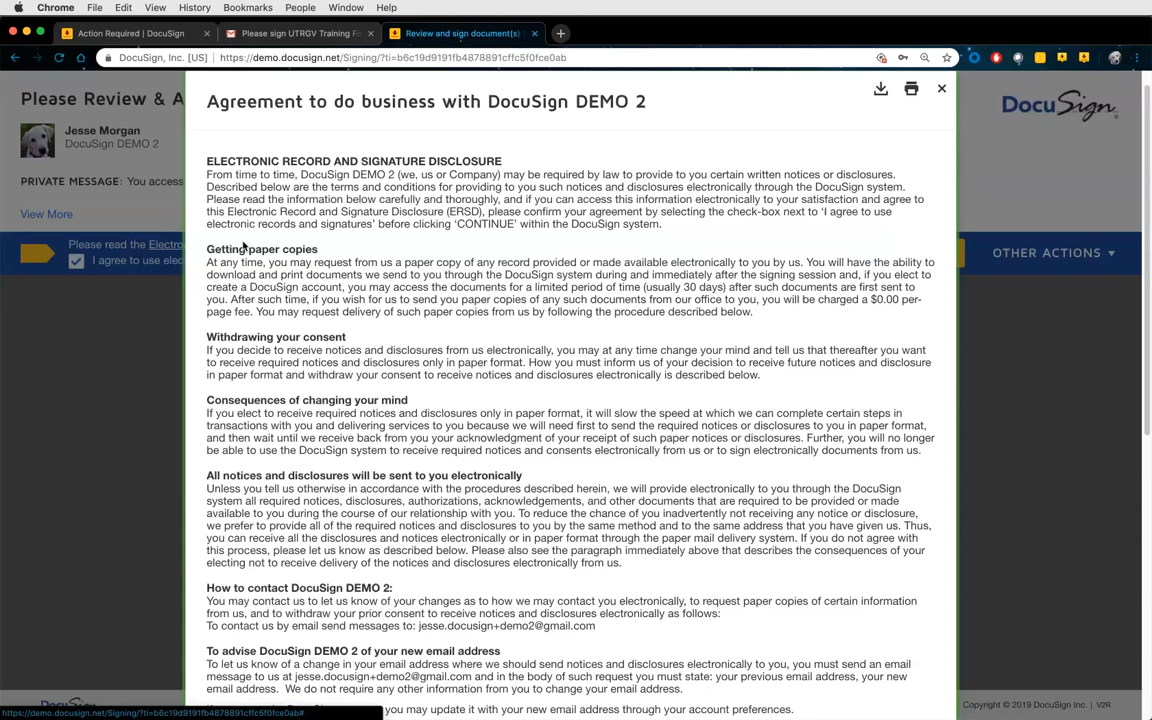 Chrome File Edit View History Bookmarks People Window Help
Action Required | DocuSign × Please sign UTRGV Training Fo × Review and sign document(s) × +
DocuSign, Inc. [US] https://demo.docusign.net/Signing/?ti=b6c19d9191fb4878891cffc5f0fce0ab
Please Review & A
Jesse Morgan
DocuSign DEMO 2
PRIVATE MESSAGE: You access
View More
Please read the Electro
I agree to use elec
Agreement to do business with DocuSign DEMO 2
ELECTRONIC RECORD AND SIGNATURE DISCLOSURE
From time to time, DocuSign DEMO 2 (we, us or Company) may be required by law to provide to you certain written notices or disclosures.
Described below are the terms and conditions for providing to you such notices and disclosures electronically through the DocuSign system.
Please read the information below carefully and thoroughly, and if you can access this information electronically to your satisfaction and agree to
this Electronic Record and Signature Disclosure (ERSD), please confirm your agreement by selecting the check-box next to ‘I agree to use
electronic records and signatures’ before clicking ‘CONTINUE’ within the DocuSign system.
Getting paper copies
At any time, you may request from us a paper copy of any record provided or made available electronically to you by us. You will have the ability to
download and print documents we send to you through the DocuSign system during and immediately after the signing session and, if you elect to
create a DocuSign account, you may access the documents for a limited period of time (usually 30 days) after such documents are first sent to
you. After such time, if you wish for us to send you paper copies of any such documents from our office to you, you will be charged a $0.00 per-
page fee. You may request delivery of such paper copies from us by following the procedure described below.
Withdrawing your consent
If you decide to receive notices and disclosures from us electronically, you may at any time change your mind and tell us that thereafter you want
to receive required notices and disclosures only in paper format. How you must inform us of your decision to receive future notices and disclosure
in paper format and withdraw your consent to receive notices and disclosures electronically is described below.
Consequences of changing your mind
If you elect to receive required notices and disclosures only in paper format, it will slow the speed at which we can complete certain steps in
transactions with you and delivering services to you because we will need first to send the required notices or disclosures to you in paper format,
and then wait until we receive back from you your acknowledgment of your receipt of such paper notices or disclosures. Further, you will no longer
be able to use the DocuSign system to receive required notices and consents electronically from us or to sign electronically documents from us.
All notices and disclosures will be sent to you electronically
Unless you tell us otherwise in accordance with the procedures described herein, we will provide electronically to you through the DocuSign
system all required notices, disclosures, authorizations, acknowledgements, and other documents that are required to be provided or made
available to you during the course of our relationship with you. To reduce the chance of you inadvertently not receiving any notice or disclosure,
we prefer to provide all of the required notices and disclosures to you by the same method and to the same address that you have given us. Thus,
you can receive all the disclosures and notices electronically or in paper format through the paper mail delivery system. If you do not agree with
this process, please let us know as described below. Please also see the paragraph immediately above that describes the consequences of your
electing not to receive delivery of the notices and disclosures electronically from us.
How to contact DocuSign DEMO 2:
You may contact us to let us know of your changes as to how we may contact you electronically, to request paper copies of certain information
from us, and to withdraw your prior consent to receive notices and disclosures electronically as follows:
To contact us by email send messages to: jesse.docusign+demo2@gmail.com
To advise DocuSign DEMO 2 of your new email address
To let us know of a change in your email address where we should send notices and disclosures electronically to you, you must send an email
message to us at jesse.docusign+demo2@gmail.com and in the body of such request you must state: your previous email address, your new
email address. We do not require any other information from you to change your email address.
you may update it with your new email address through your account preferences.
DocuSign
OTHER ACTIONS
https://demo.docusign.net/Signing/?ti=b6c19d9191fb4878891cffc5f0fce0ab#
Copyright © 2019 DocuSign Inc. | V2R